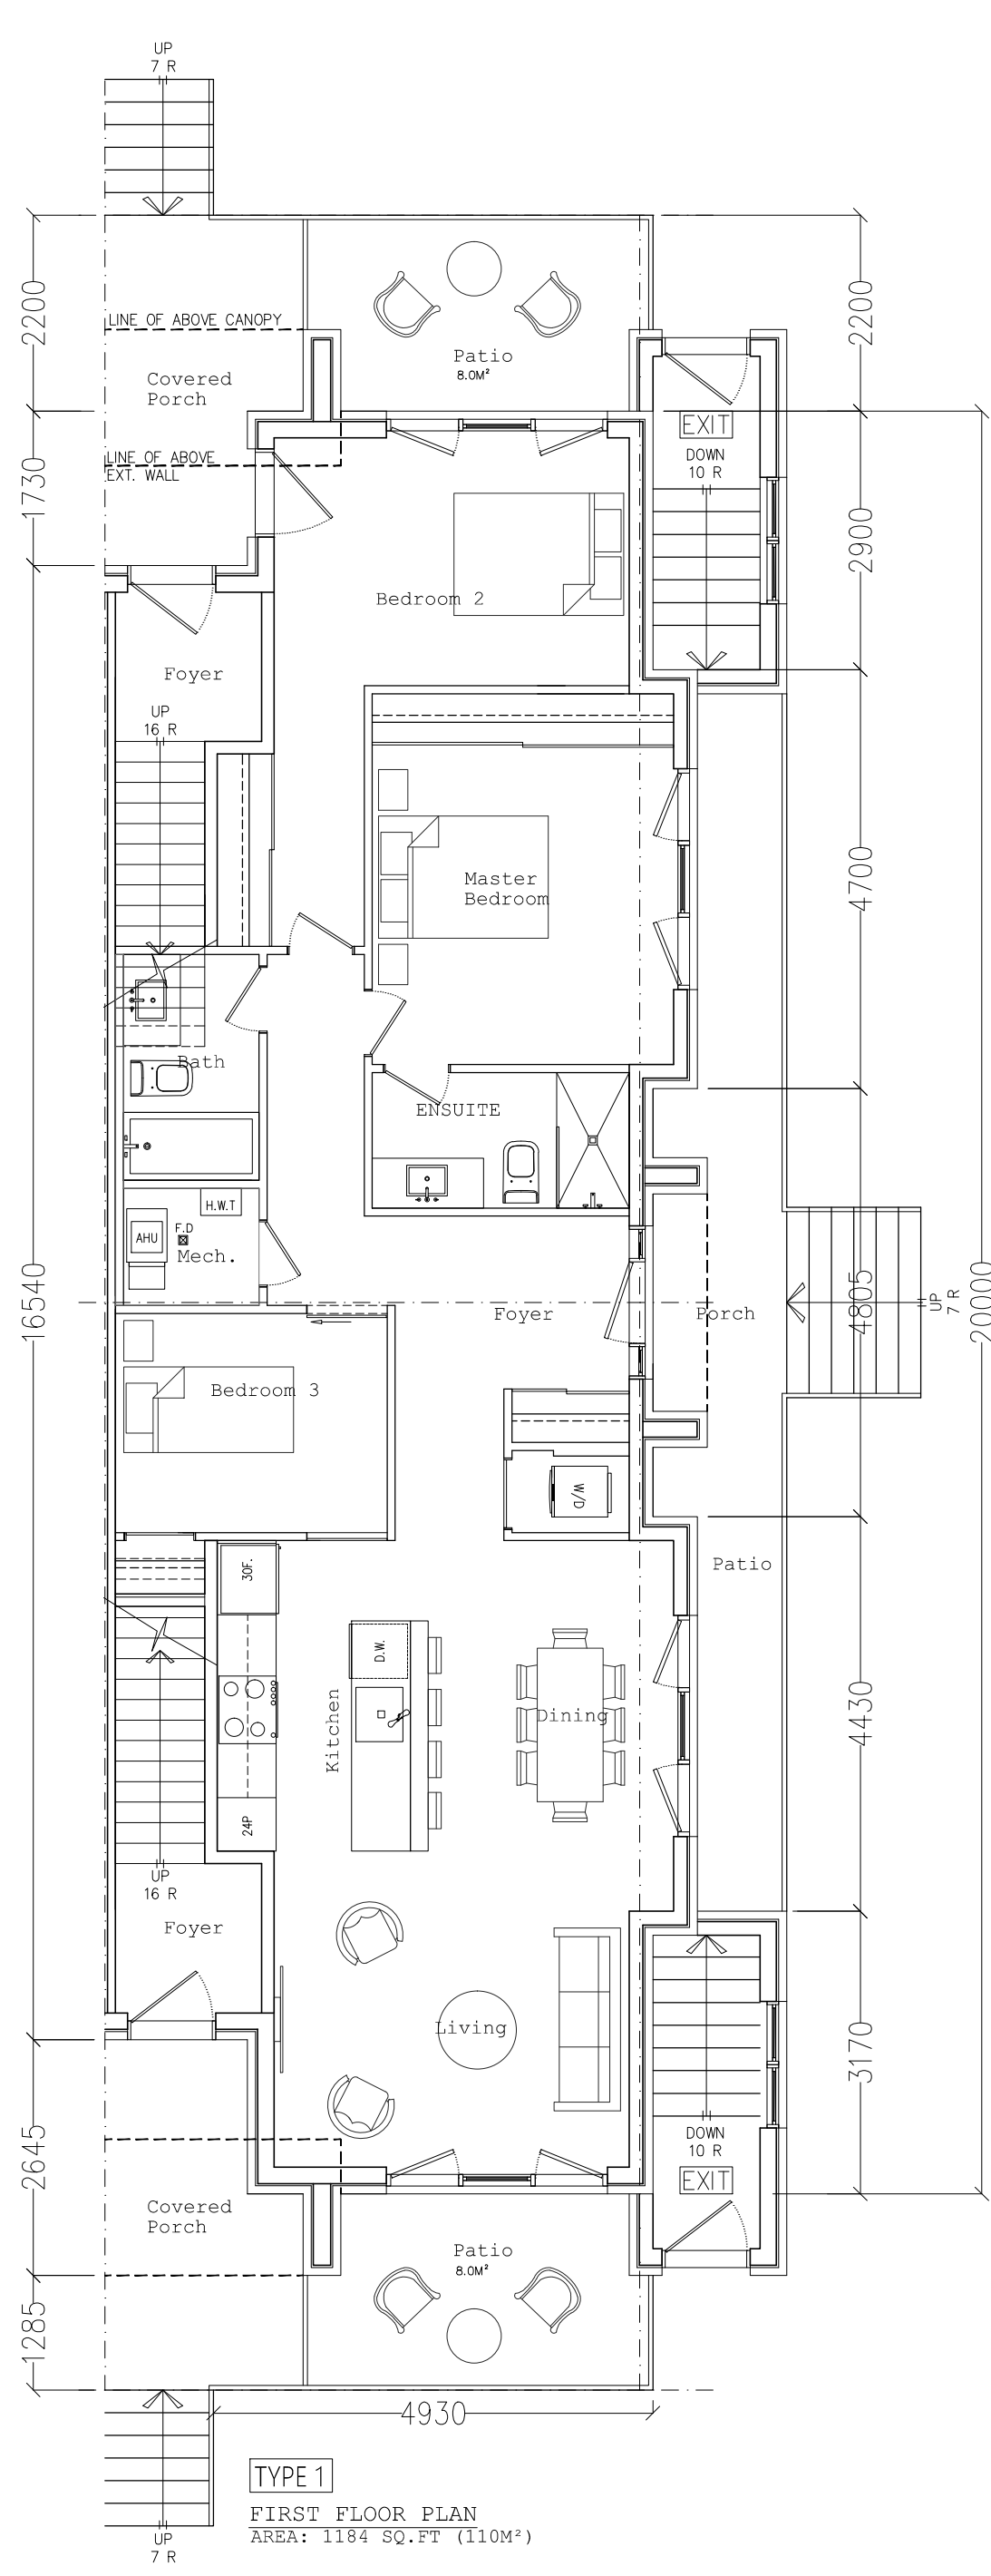 UP
7 R
2200
2200
LINE OF ABOVE CANOPY
Patio
8.0M²
Covered
Porch
EXIT
DOWN
10 R
LINE OF ABOVE
EXT. WALL
1730
2900
Bedroom 2
Foyer
UP
16 R
Master
Bedroom
4700
Bath
ENSUITE
H.W.T
F.D
AHU
Mech.
16540
Foyer
Porch
4805
UP
7 R
20000
Bedroom 3
W/D
30F.
Patio
D.W.
Kitchen
Dining
4430
24P
UP
16 R
Foyer
Living
3170
2645
DOWN
10 R
EXIT
Covered
Porch
Patio
8.0M²
1285
4930
TYPE 1
FIRST FLOOR PLAN
AREA: 1184 SQ.FT (110M²)
UP
7 R